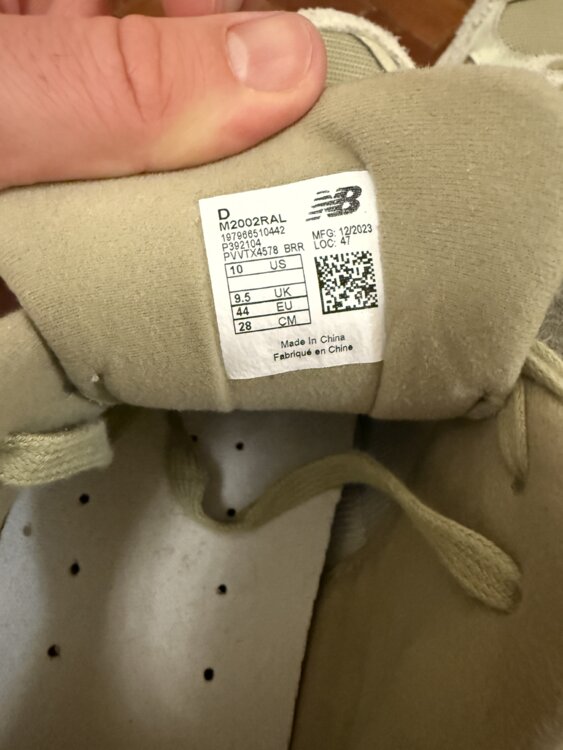 D
M2002RAL
197966510442
P392104
PVVTX4578 BRR
NB
MFG: 12/2023
LOC: 47
10 US
9.5 UK
44 EU
28 CM
Made In China
Fabriqué en Chine